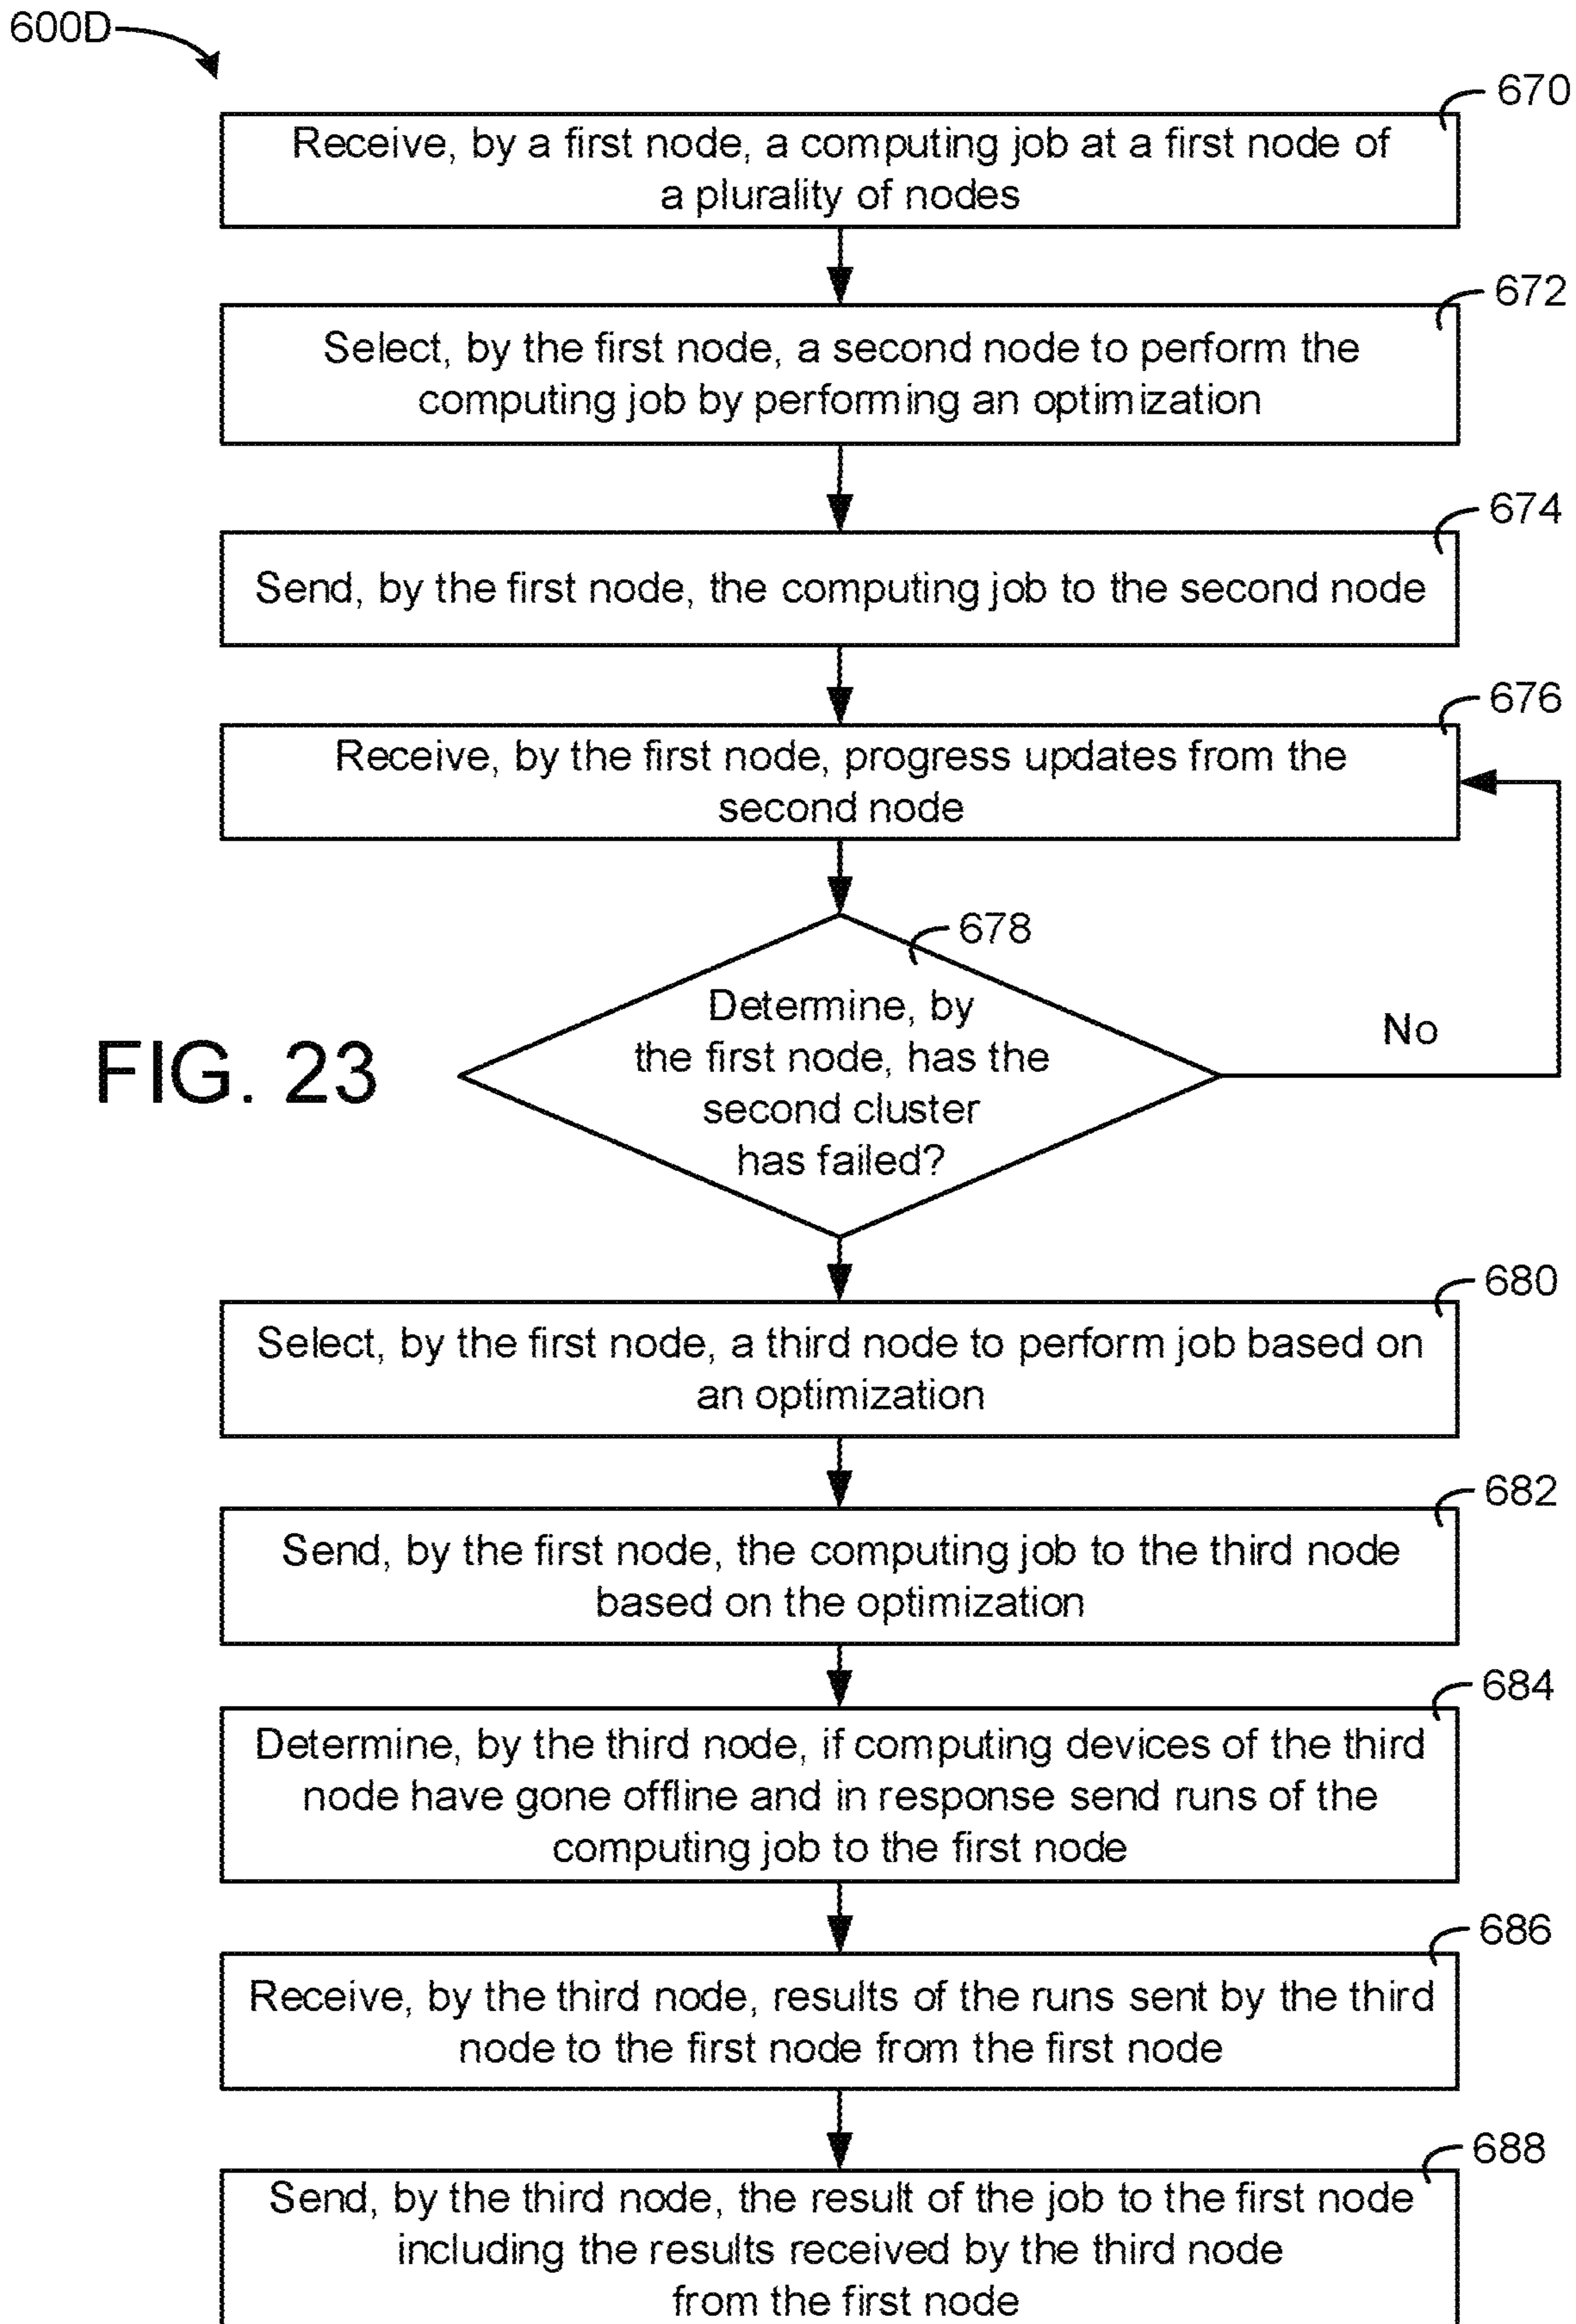 600D
670
Receive, by a first node, a computing job at a first node of
a plurality of nodes
672
Select, by the first node, a second node to perform the
computing job by performing an optimization
674
Send, by the first node, the computing job to the second node
676
Receive, by the first node, progress updates from the
second node
678
Determine, by
the first node, has the
second cluster
has failed?
No
FIG. 23
680
Select, by the first node, a third node to perform job based on
an optimization
682
Send, by the first node, the computing job to the third node
based on the optimization
684
Determine, by the third node, if computing devices of the third
node have gone offline and in response send runs of the
computing job to the first node
686
Receive, by the third node, results of the runs sent by the third
node to the first node from the first node
688
Send, by the third node, the result of the job to the first node
including the results received by the third node
from the first node